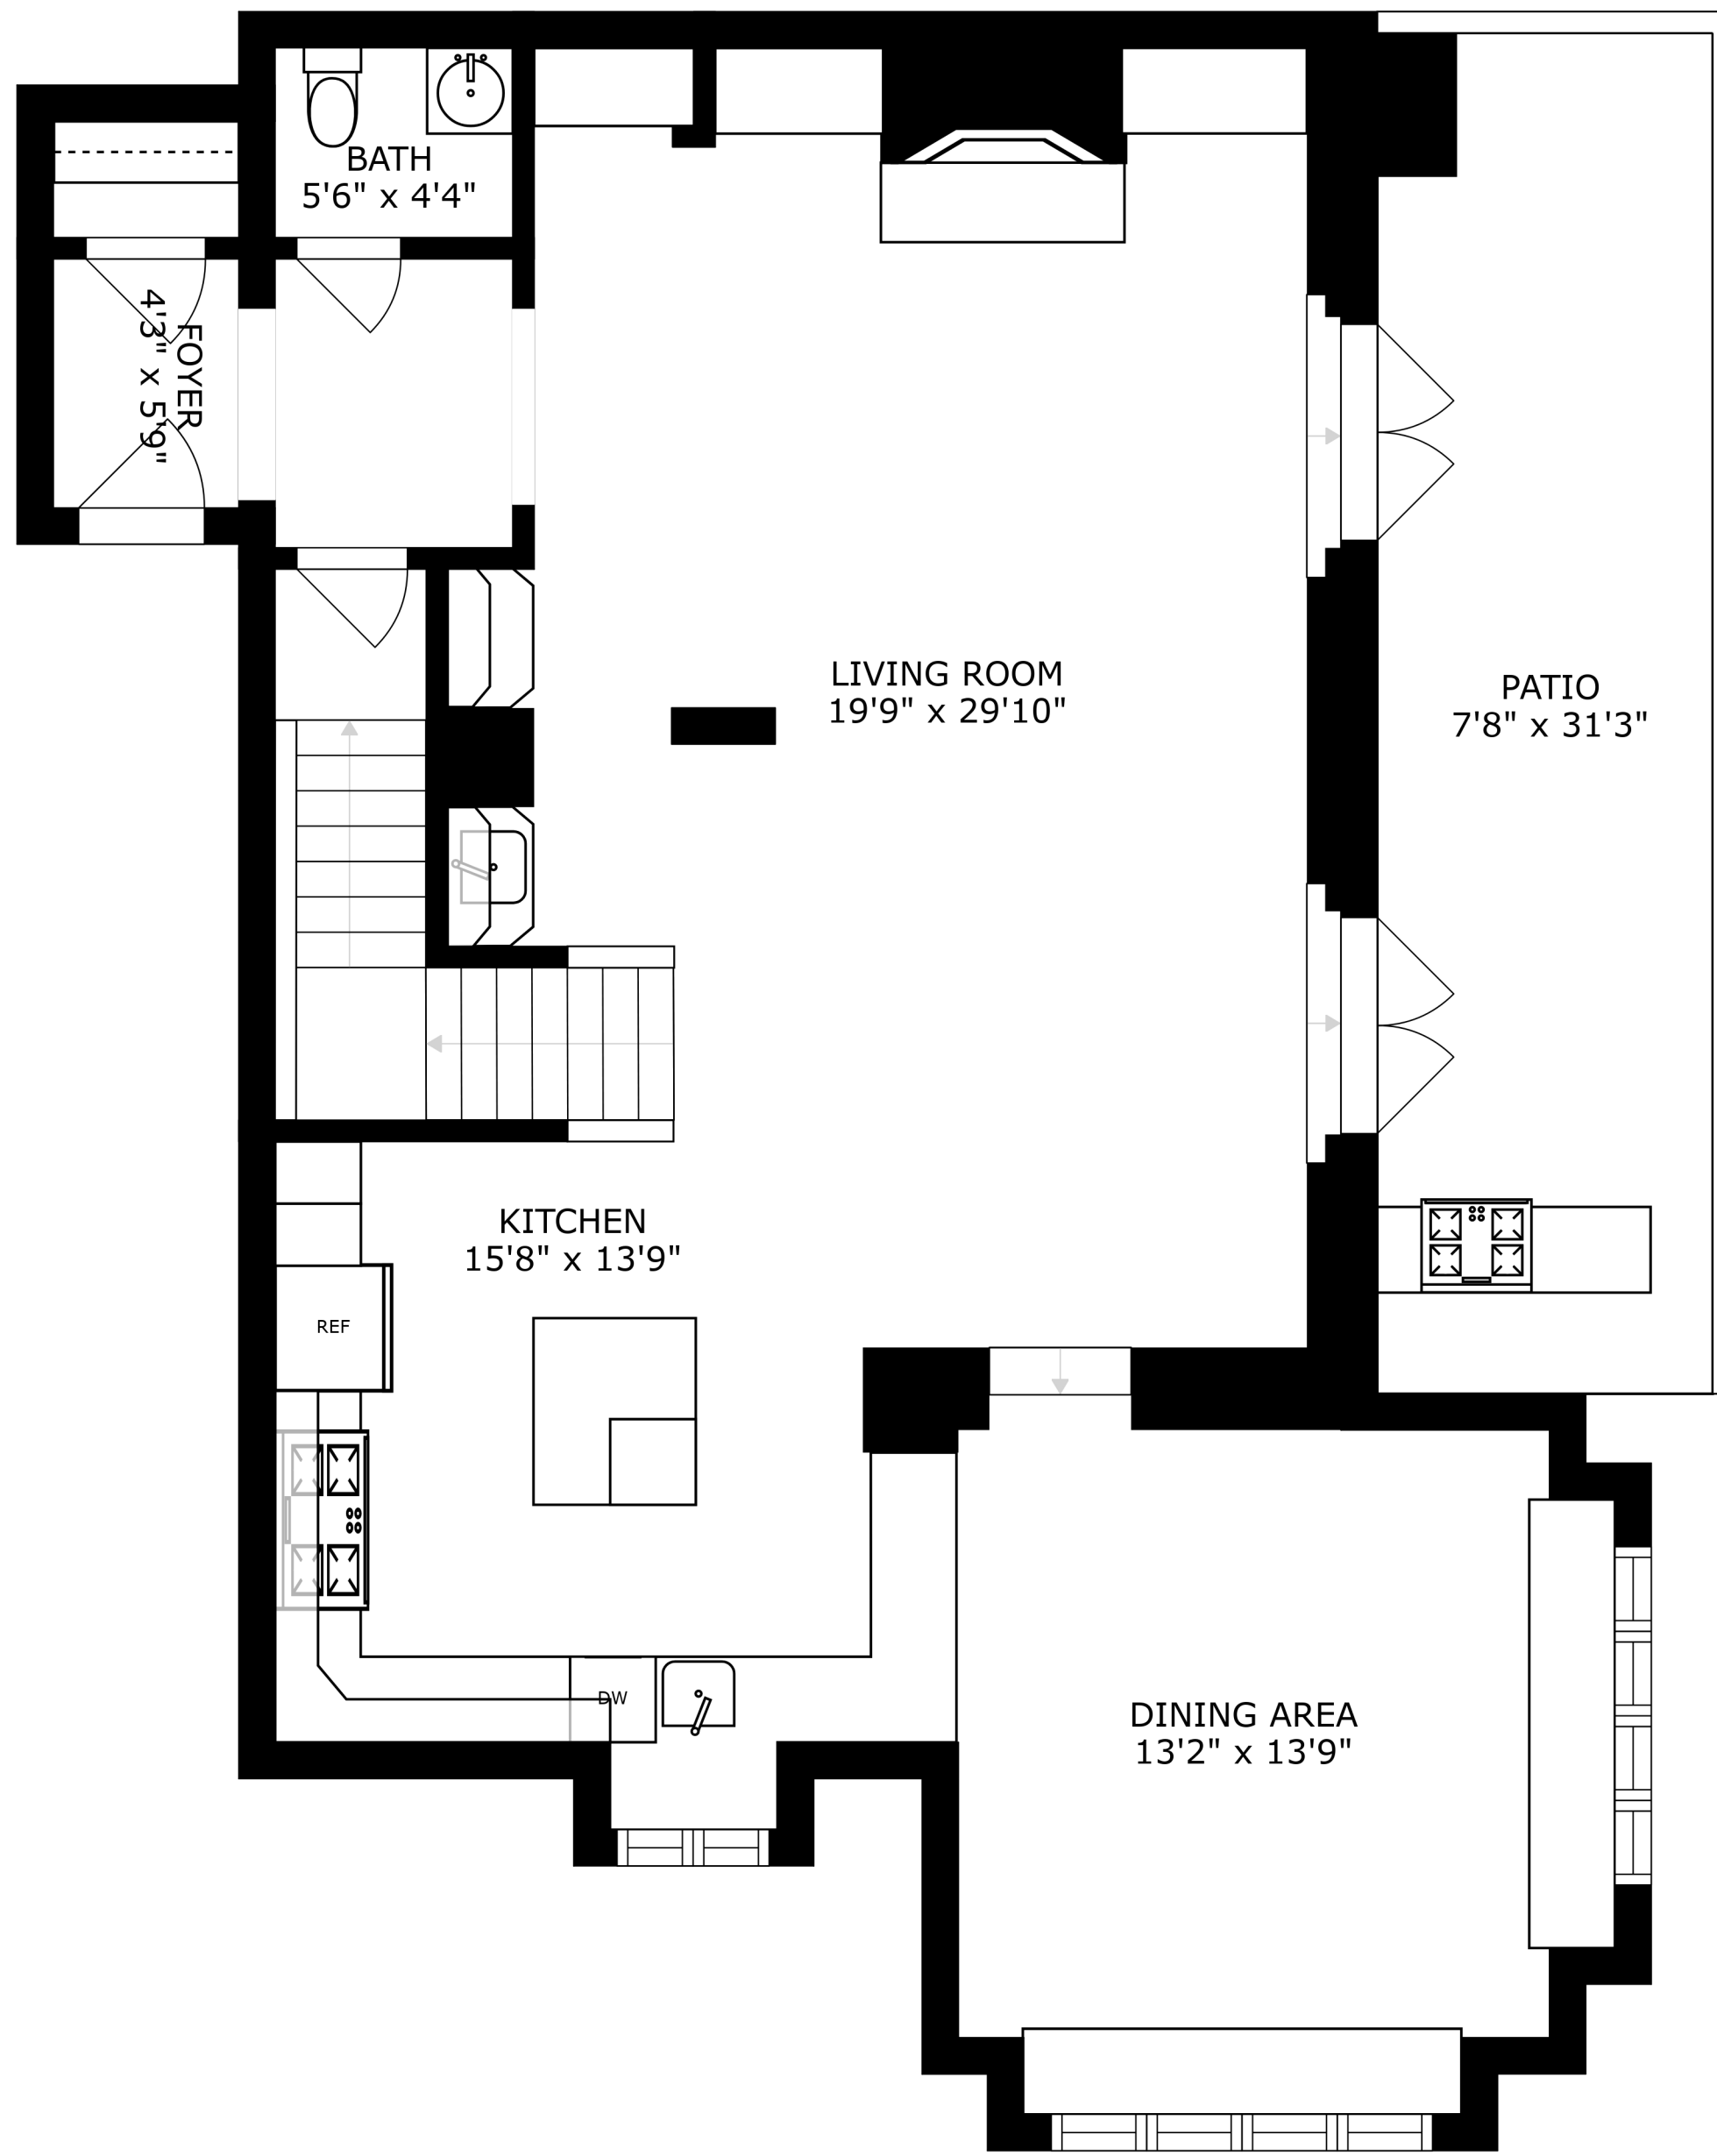 BATH
5'6" x 4'4"
FOYER
4'3" x 5'9"
LIVING ROOM
19'9" x 29'10"
PATIO
7'8" x 31'3"
KITCHEN
15'8" x 13'9"
REF
DW
DINING AREA
13'2" x 13'9"